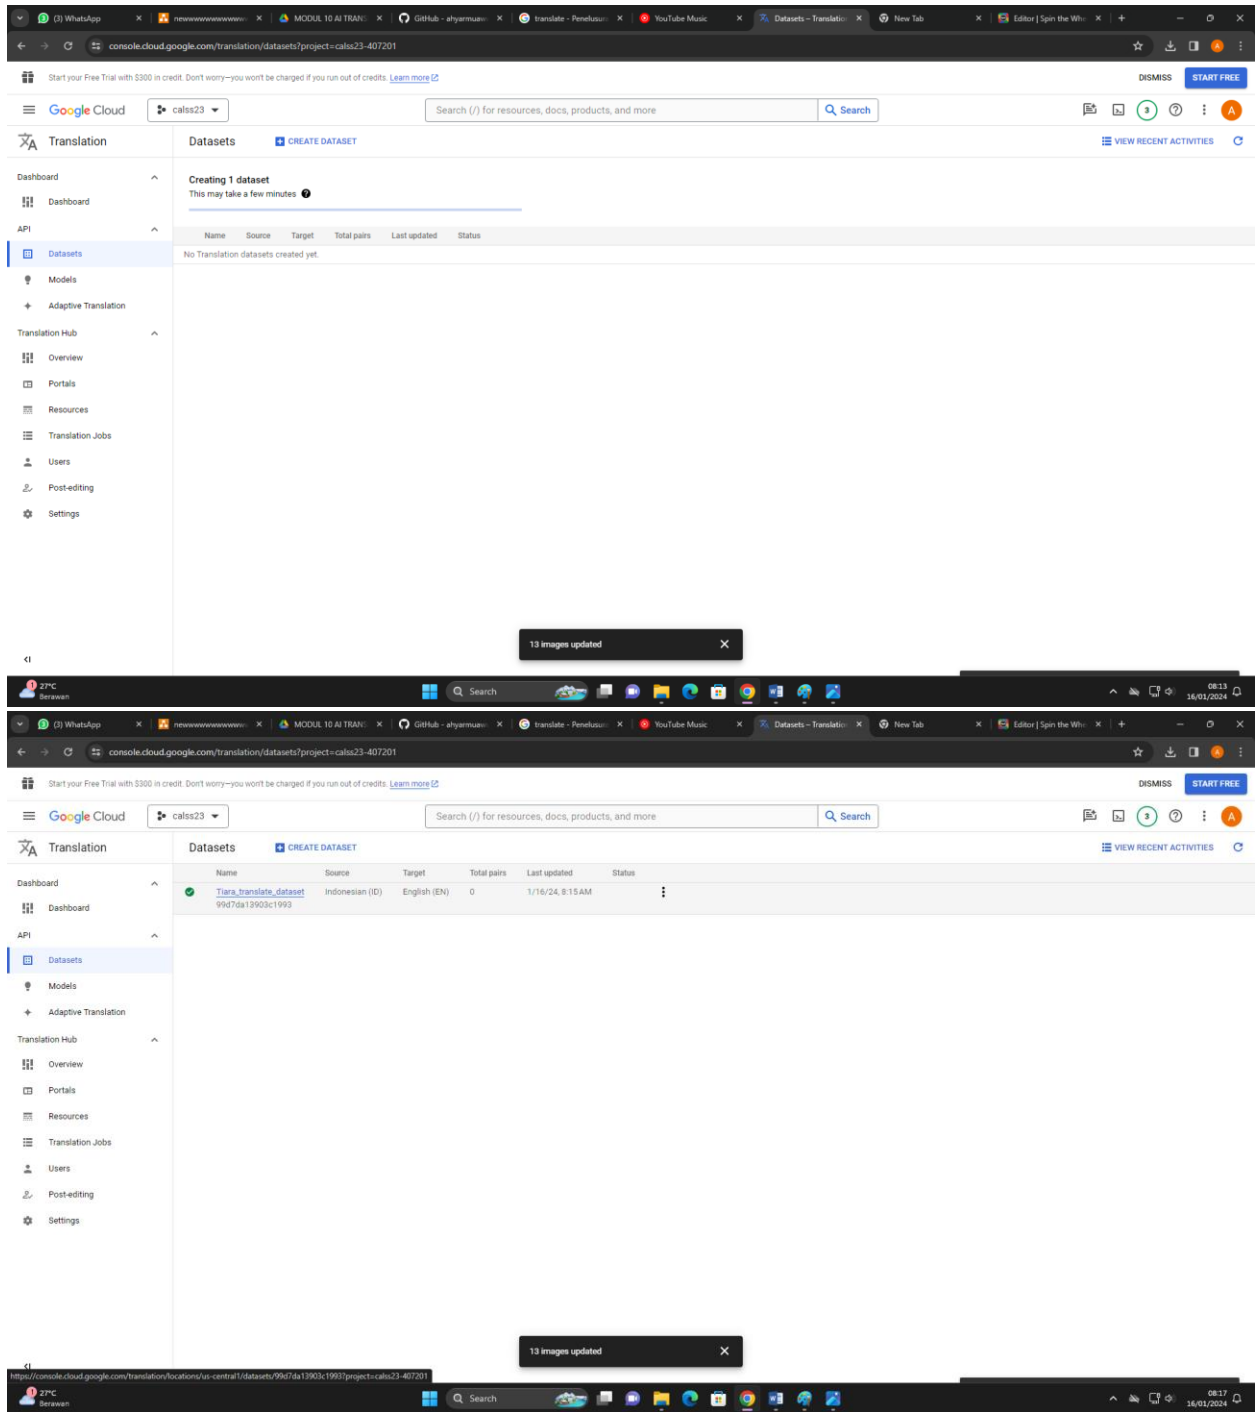 (3) WhatsApp
newwwwwwwwwwww
MODUL 10 AI TRAN
GitHub - ahyarmuaw
translate - Penelusur
YouTube Music
Datasets – Translatio
New Tab
Editor | Spin the Whe
console.cloud.google.com/translation/datasets?project=calss23-407201
Start your Free Trial with $300 in credit. Don't worry—you won't be charged if you run out of credits. Learn more
DISMISS
START FREE
Google Cloud
calss23
Search (/) for resources, docs, products, and more
Search
3
A
Translation
Datasets
CREATE DATASET
VIEW RECENT ACTIVITIES
Dashboard
Dashboard
API
Datasets
Models
Adaptive Translation
Translation Hub
Overview
Portals
Resources
Translation Jobs
Users
Post-editing
Settings
Creating 1 dataset
This may take a few minutes
Name Source Target Total pairs Last updated Status
No Translation datasets created yet.
13 images updated
1
27°C
Berawan
Search
08:13
16/01/2024
(3) WhatsApp
newwwwwwwwwwww
MODUL 10 AI TRAN
GitHub - ahyarmuaw
translate - Penelusur
YouTube Music
Datasets – Translatio
New Tab
Editor | Spin the Whe
console.cloud.google.com/translation/datasets?project=calss23-407201
Start your Free Trial with $300 in credit. Don't worry—you won't be charged if you run out of credits. Learn more
DISMISS
START FREE
Google Cloud
calss23
Search (/) for resources, docs, products, and more
Search
3
A
Translation
Datasets
CREATE DATASET
VIEW RECENT ACTIVITIES
Dashboard
Dashboard
API
Datasets
Models
Adaptive Translation
Translation Hub
Overview
Portals
Resources
Translation Jobs
Users
Post-editing
Settings
Name Source Target Total pairs Last updated Status
Tiara_translate_dataset Indonesian (ID) English (EN) 0 1/16/24, 8:15 AM
99d7da13903c1993
13 images updated
https://console.cloud.google.com/translation/locations/us-central1/datasets/99d7da13903c1993?project=calss23-407201
1
27°C
Berawan
Search
08:17
16/01/2024